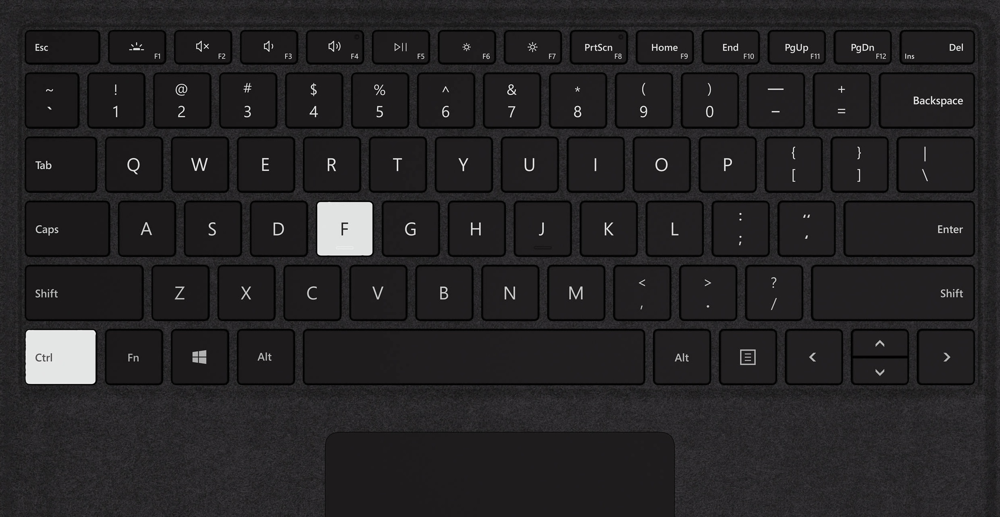 Esc F1 F2 F3 F4 F5 F6 F7 PrtScn F8 Home F9 End F10 PgUp F11 PgDn F12 Ins Del
~ ! @ # $ % ^ & * ( ) — +
` 1 2 3 4 5 6 7 8 9 0 - = Backspace
Tab Q W E R T Y U I O P { [ } ] | \
Caps A S D F G H J K L : ; “ ‘ Enter
Shift Z X C V B N M < , > . ? / Shift
Ctrl Fn Alt Alt < ^ v >